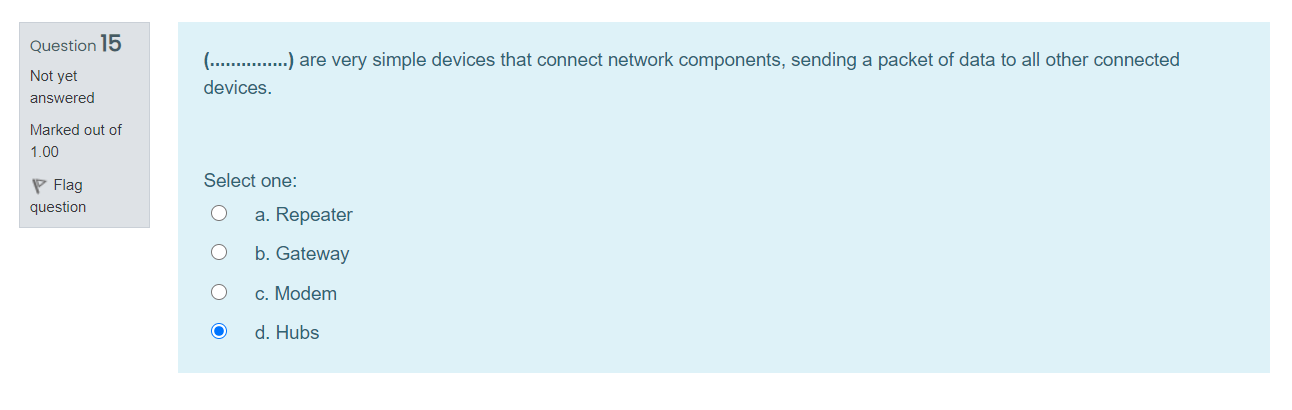 Question 15
Not yet
answered
Marked out of
1.00
Flag
question
(...............) are very simple devices that connect network components, sending a packet of data to all other connected
devices.
Select one:
a. Repeater
b. Gateway
c. Modem
d. Hubs